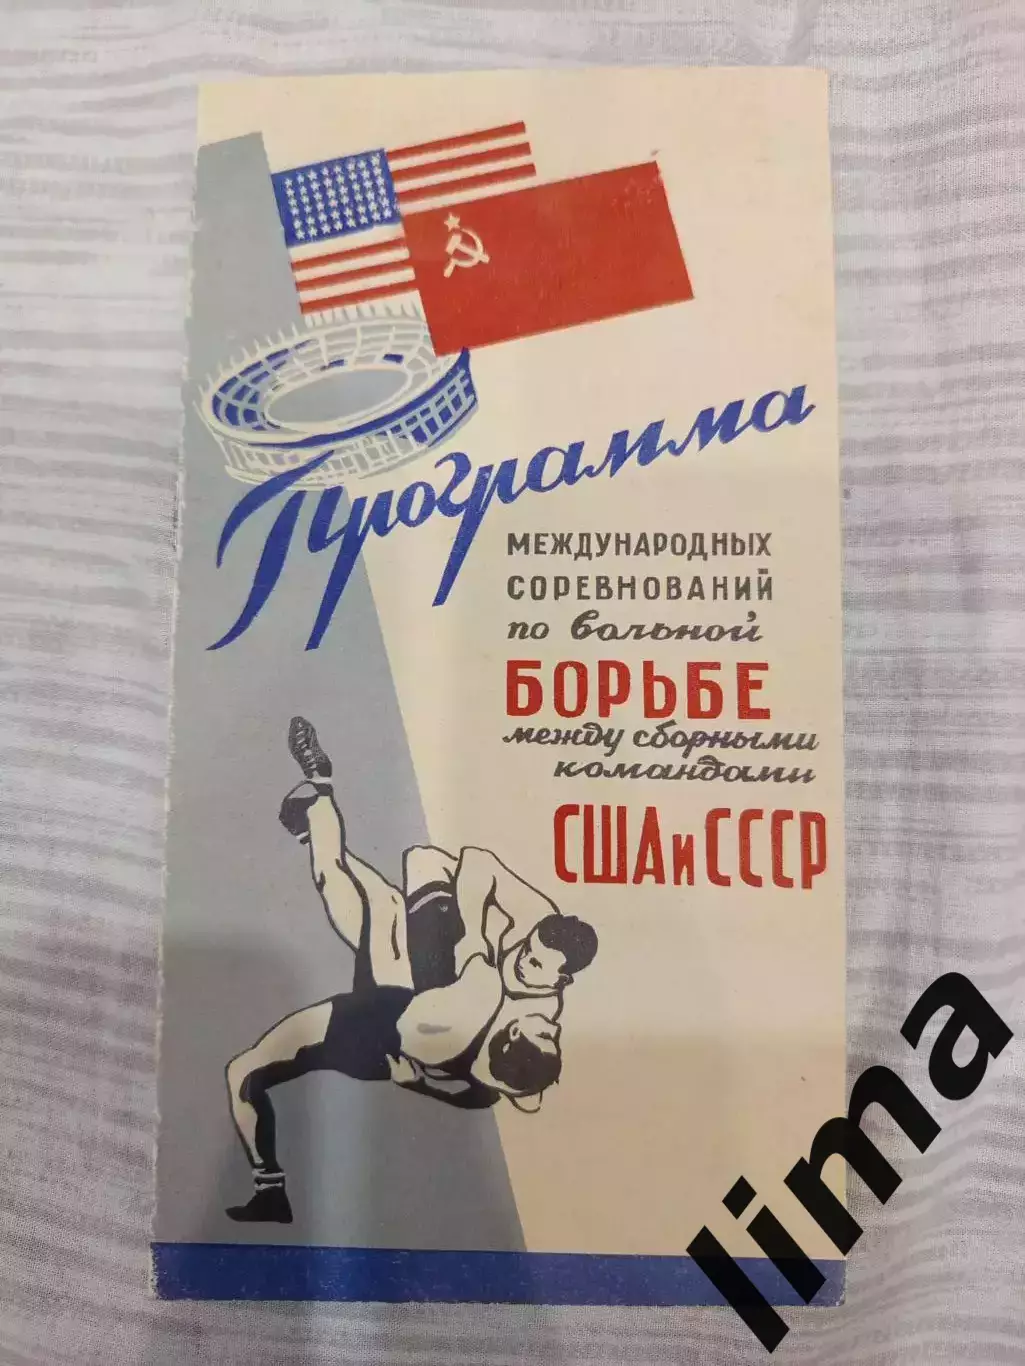 Программа
МЕЖДУНАРОДНЫХ
СОРЕВНОВАНИЙ
по вольной
БОРЬБЕ
между сборными
командами
США и СССР
lima